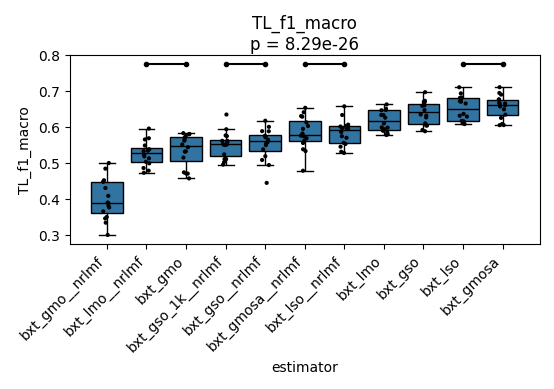 TL_f1_macro
p = 8.29e-26
TL_f1_macro
0.8
0.7
0.6
0.5
0.4
0.3
bxt_gmo__nrlmf
bxt_lmo__nrlmf
bxt_gmo
bxt_gso_1k__nrlmf
bxt_gso__nrlmf
bxt_gmosa__nrlmf
bxt_lso__nrlmf
bxt_lmo
bxt_gso
bxt_lso
bxt_gmosa
estimator